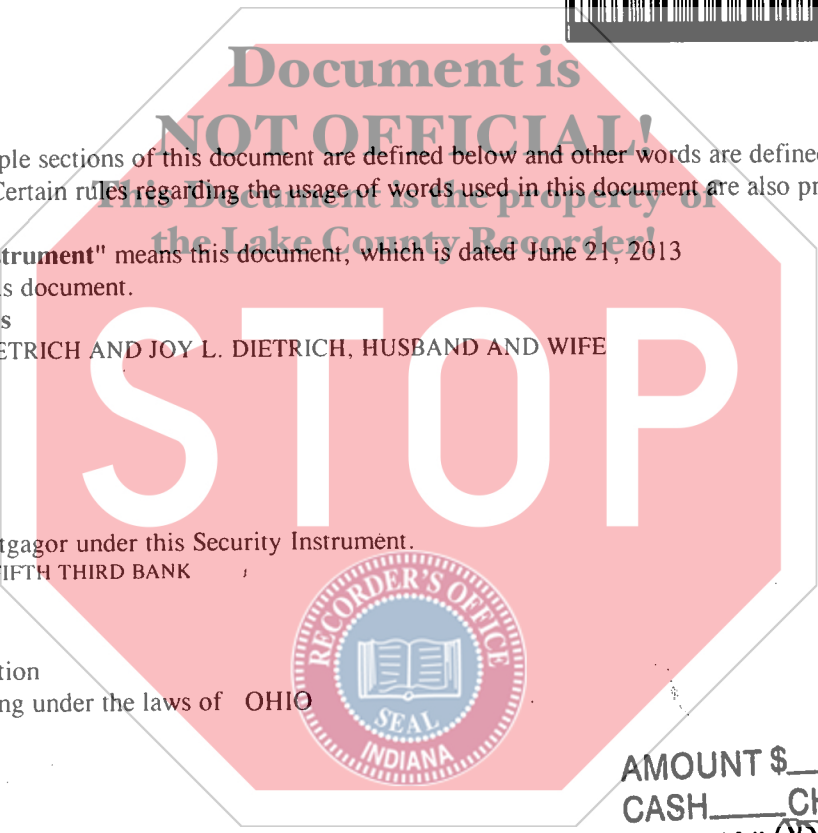 Document is
NOT OFFICIAL!
ple sections of this document are defined below and other words are define
Certain rules regarding the usage of words used in this document are also pr
This Document is the property of
the Lake County Recorder!
trument" means this document, which is dated June 21, 2013
s document.
s
ETRICH AND JOY L. DIETRICH, HUSBAND AND WIFE
STOP
tgagor under this Security Instrument.
FIFTH THIRD BANK
RECORDER'S OFFICE
tion
ng under the laws of OHIO
SEAL
INDIANA
AMOUNT $
CASH CH